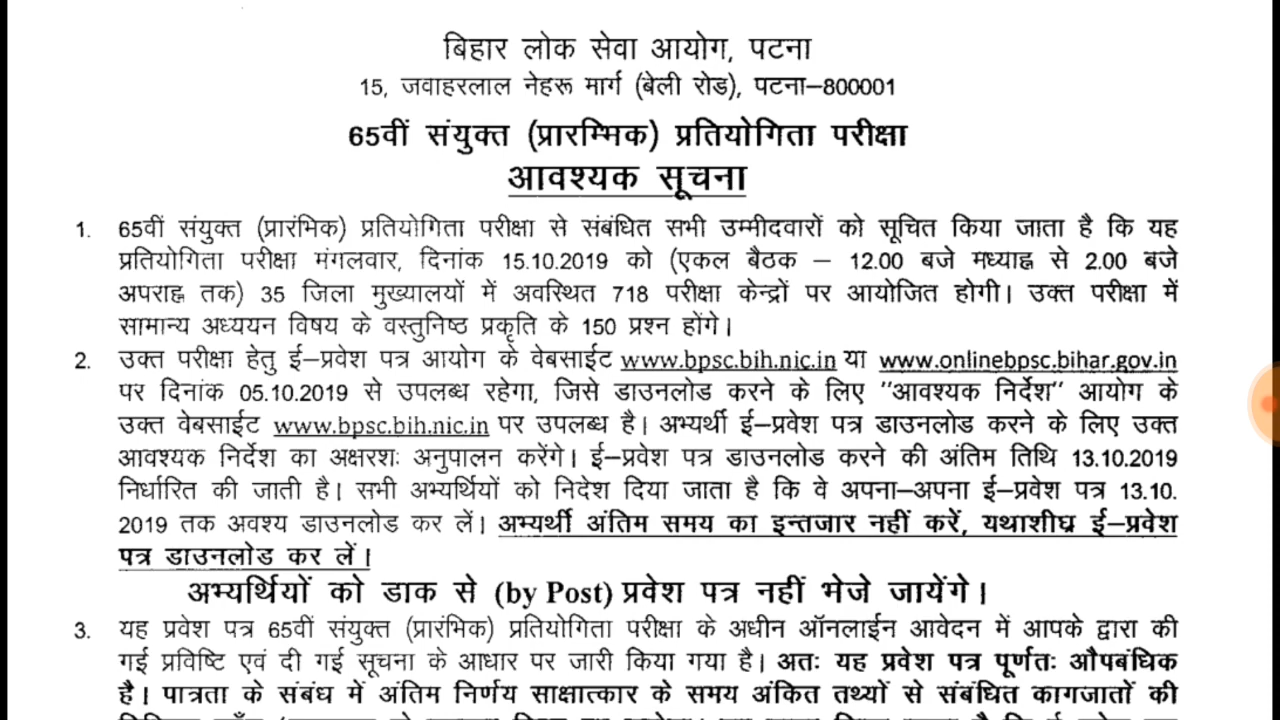 बिहार लोक सेवा आयोग, पटना
15, जवाहरलाल नेहरू मार्ग (बेली रोड), पटना–800001
65वीं संयुक्त (प्रारम्भिक) प्रतियोगिता परीक्षा
आवश्यक सूचना
1. 65वीं संयुक्त (प्रारंभिक) प्रतियोगिता परीक्षा से संबंधित सभी उम्मीदवारों को सूचित किया जाता है कि यह
प्रतियोगिता परीक्षा मंगलवार, दिनांक 15.10.2019 को (एकल बैठक – 12.00 बजे मध्याह्न से 2.00 बजे
अपराह्न तक) 35 जिला मुख्यालयों में अवस्थित 718 परीक्षा केन्द्रों पर आयोजित होगी। उक्त परीक्षा में
सामान्य अध्ययन विषय के वस्तुनिष्ठ प्रकृति के 150 प्रश्न होंगे।
2. उक्त परीक्षा हेतु ई–प्रवेश पत्र आयोग के वेबसाईट www.bpsc.bih.nic.in या www.onlinebpsc.bihar.gov.in
पर दिनांक 05.10.2019 से उपलब्ध रहेगा, जिसे डाउनलोड करने के लिए "आवश्यक निर्देश" आयोग के
उक्त वेबसाईट www.bpsc.bih.nic.in पर उपलब्ध है। अभ्यर्थी ई–प्रवेश पत्र डाउनलोड करने के लिए उक्त
आवश्यक निर्देश का अक्षरशः अनुपालन करेंगे। ई–प्रवेश पत्र डाउनलोड करने की अंतिम तिथि 13.10.2019
निर्धारित की जाती है। सभी अभ्यर्थियों को निदेश दिया जाता है कि वे अपना–अपना ई–प्रवेश पत्र 13.10.
2019 तक अवश्य डाउनलोड कर लें। अभ्यर्थी अंतिम समय का इन्तजार नहीं करें, यथाशीघ्र ई–प्रवेश
पत्र डाउनलोड कर लें।
अभ्यर्थियों को डाक से (by Post) प्रवेश पत्र नहीं भेजे जायेंगे।
3. यह प्रवेश पत्र 65वीं संयुक्त (प्रारंभिक) प्रतियोगिता परीक्षा के अधीन ऑनलाईन आवेदन में आपके द्वारा की
गई प्रविष्टि एवं दी गई सूचना के आधार पर जारी किया गया है। अतः यह प्रवेश पत्र पूर्णतः औपबंधिक
है। पात्रता के संबंध में अंतिम निर्णय साक्षात्कार के समय अंकित तथ्यों से संबंधित कागजातों की